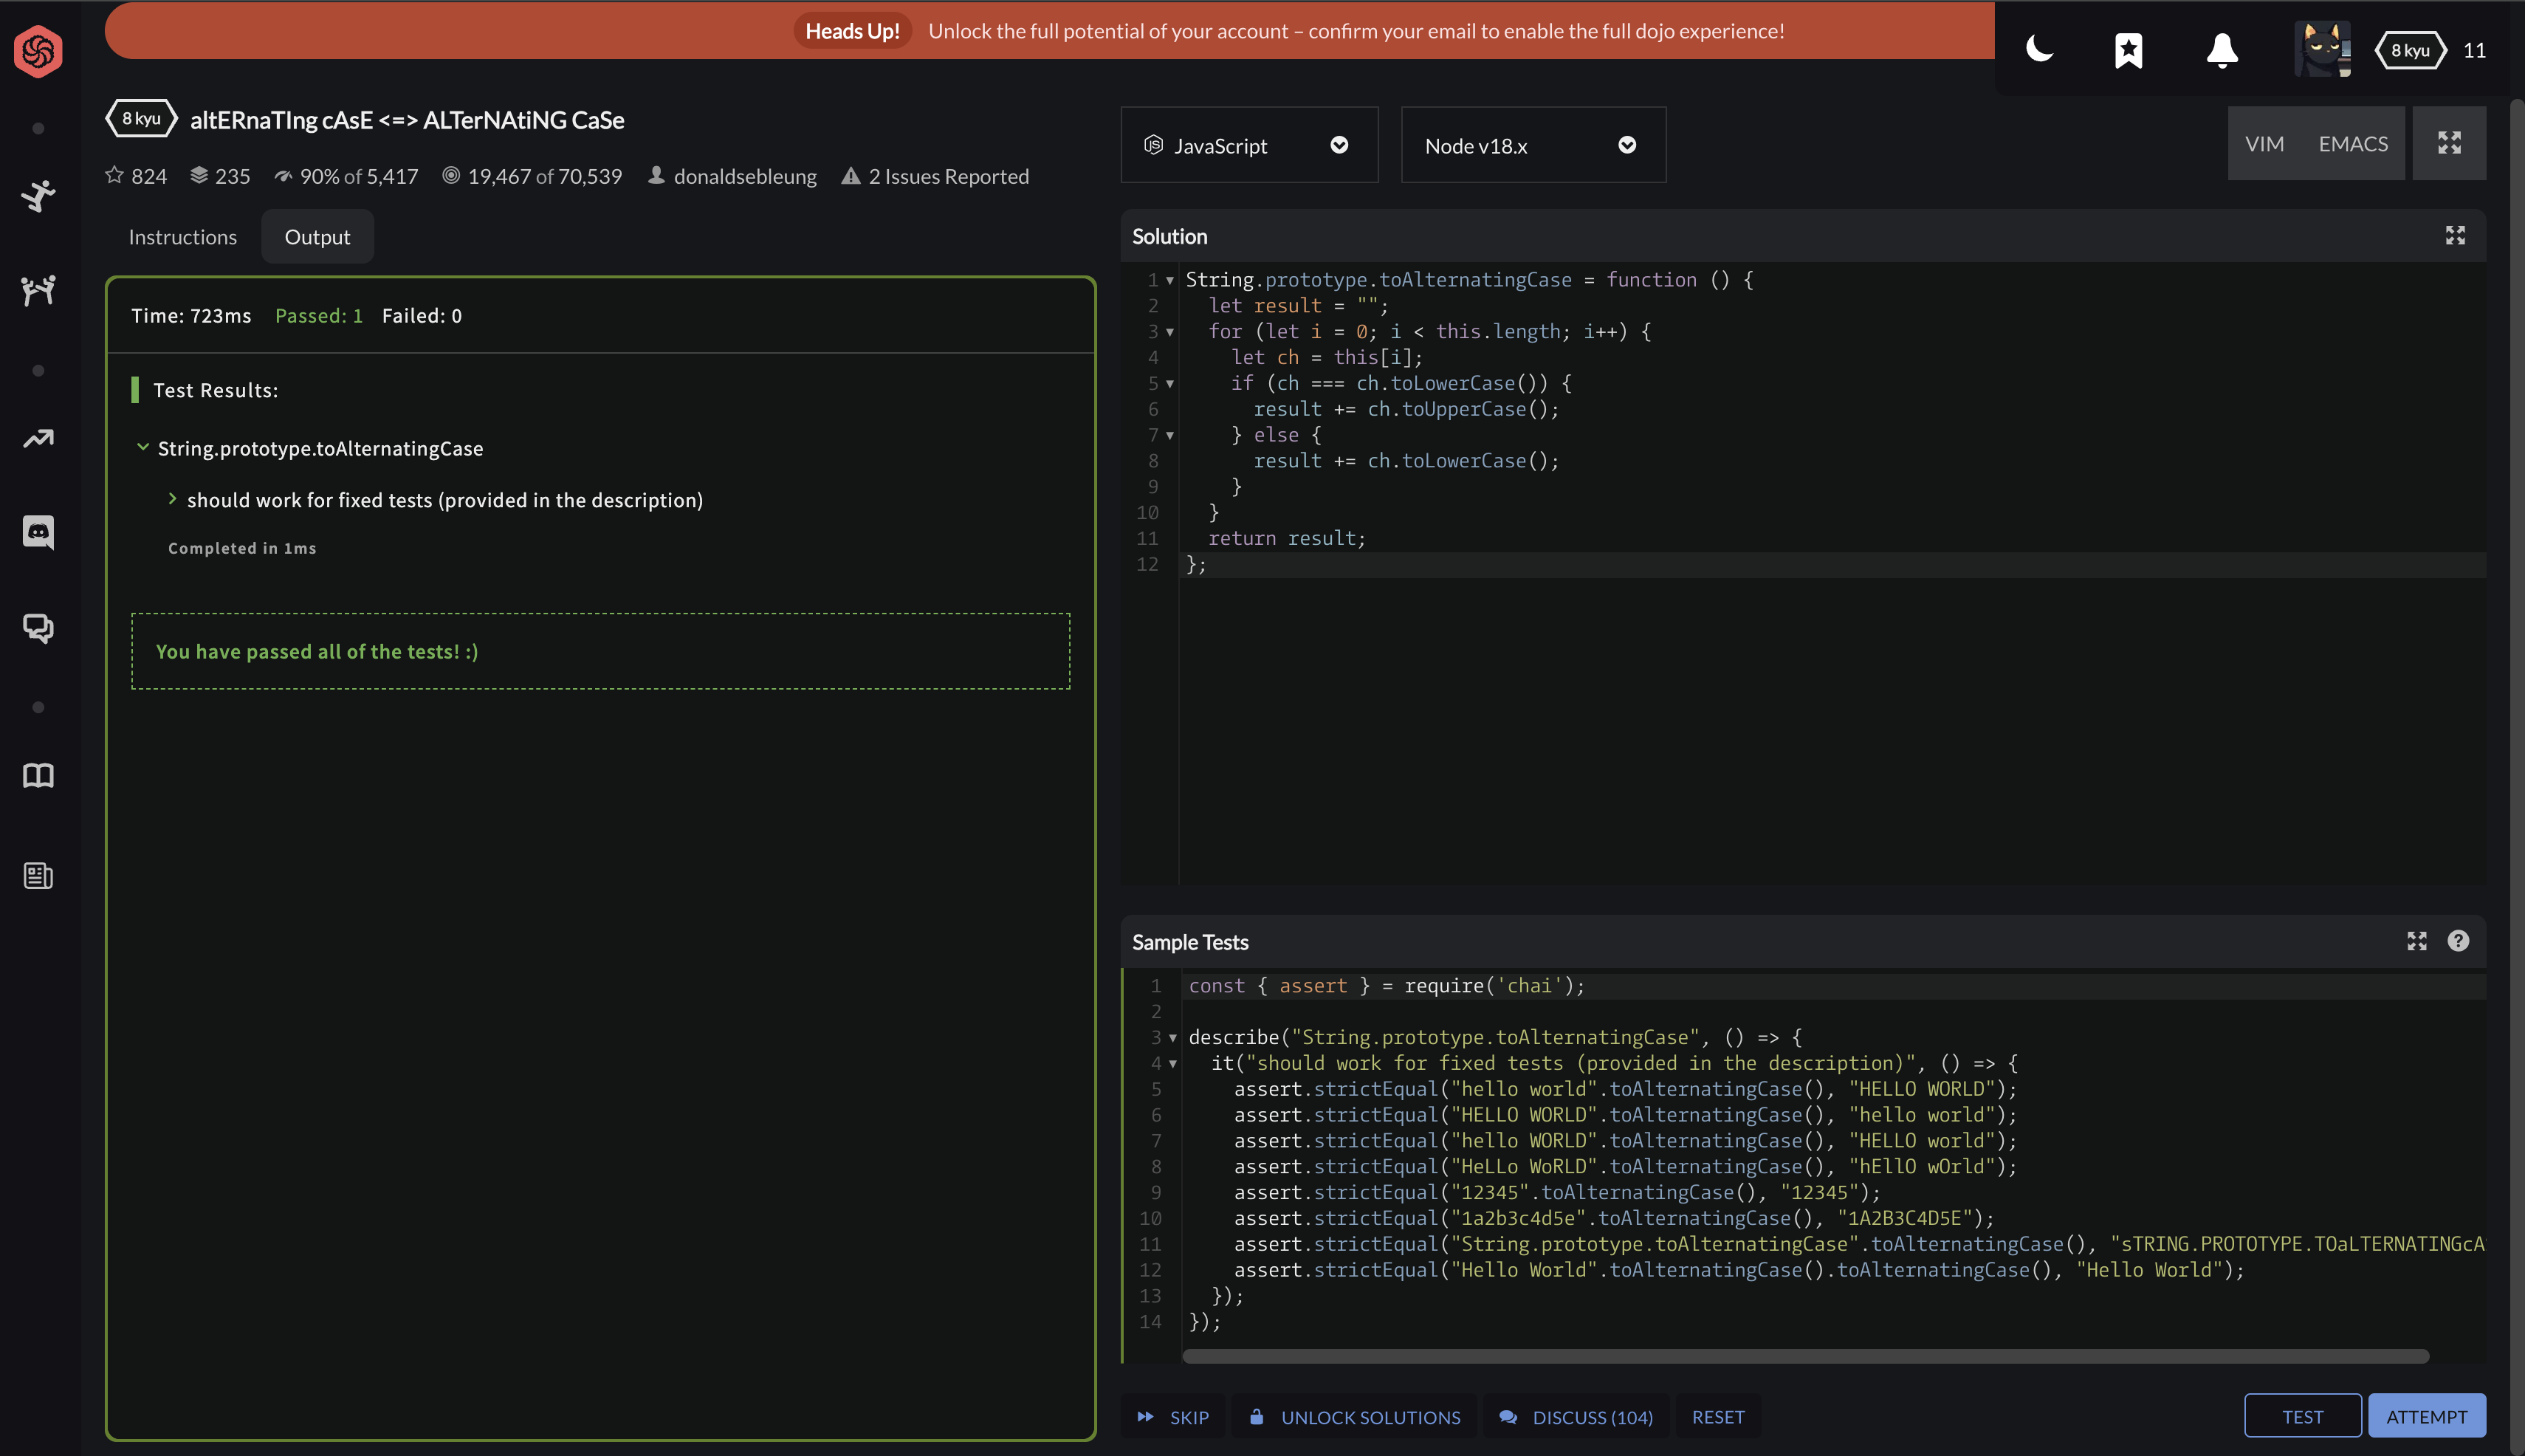 Heads Up! Unlock the full potential of your account – confirm your email to enable the full dojo experience!
8 kyu 11
8 kyu altERnaTIng cAsE <=> ALTerNAtiNG CaSe
824 235 90% of 5,417 19,467 of 70,539 donaldsebleung 2 Issues Reported
Instructions Output
Time: 723ms Passed: 1 Failed: 0
Test Results:
String.prototype.toAlternatingCase
should work for fixed tests (provided in the description)
Completed in 1ms
You have passed all of the tests! :)
JS JavaScript Node v18.x VIM EMACS
Solution
1 String.prototype.toAlternatingCase = function () {
2 let result = "";
3 for (let i = 0; i < this.length; i++) {
4 let ch = this[i];
5 if (ch === ch.toLowerCase()) {
6 result += ch.toUpperCase();
7 } else {
8 result += ch.toLowerCase();
9 }
10 }
11 return result;
12 };
Sample Tests
1 const { assert } = require('chai');
2
3 describe("String.prototype.toAlternatingCase", () => {
4 it("should work for fixed tests (provided in the description)", () => {
5 assert.strictEqual("hello world".toAlternatingCase(), "HELLO WORLD");
6 assert.strictEqual("HELLO WORLD".toAlternatingCase(), "hello world");
7 assert.strictEqual("hello WORLD".toAlternatingCase(), "HELLO world");
8 assert.strictEqual("HeLLo WoRLD".toAlternatingCase(), "hEllO wOrld");
9 assert.strictEqual("12345".toAlternatingCase(), "12345");
10 assert.strictEqual("1a2b3c4d5e".toAlternatingCase(), "1A2B3C4D5E");
11 assert.strictEqual("String.prototype.toAlternatingCase".toAlternatingCase(), "sTRING.PROTOTYPE.TOaLTERNATINGcA
12 assert.strictEqual("Hello World".toAlternatingCase().toAlternatingCase(), "Hello World");
13 });
14 });
SKIP UNLOCK SOLUTIONS DISCUSS (104) RESET TEST ATTEMPT